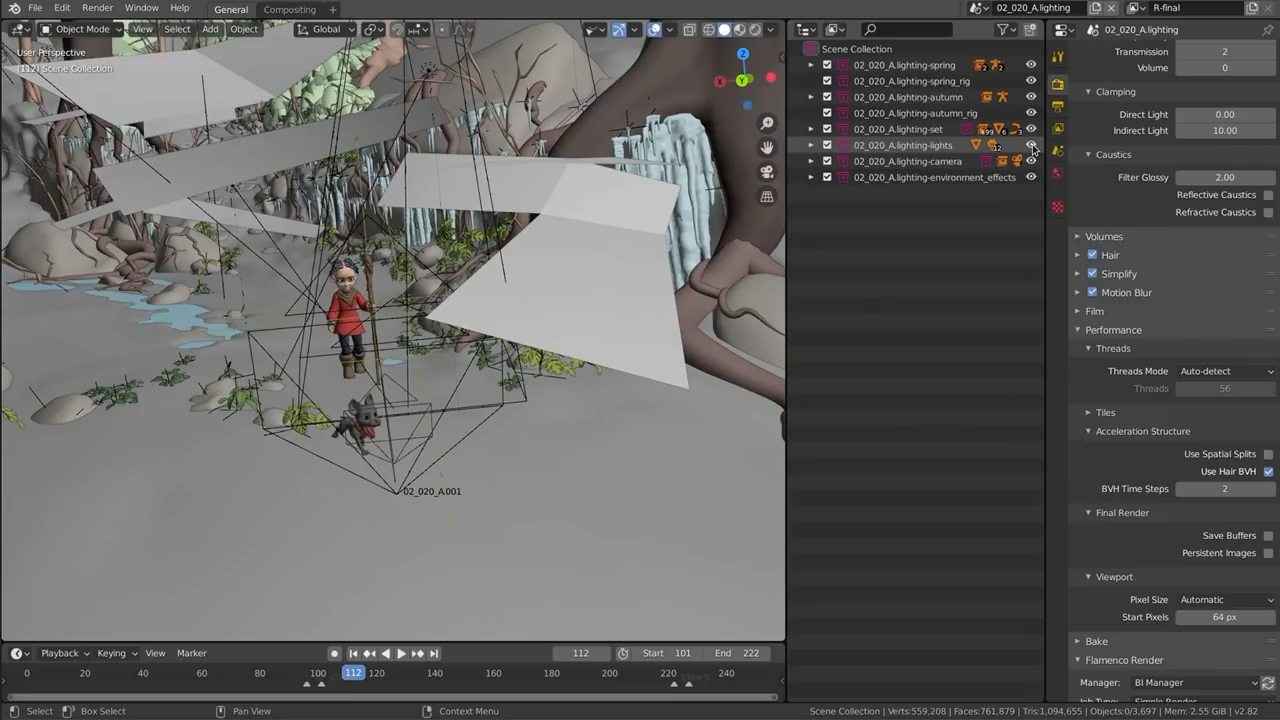 File Edit Render Window Help General Compositing + 02_020_A.lighting R-final
Object Mode View Select Add Object Global
User Perspective
(112) Scene Collection
Z
X
Y
02_020_A.001
Playback Keying View Marker 112 Start 101 End 222
0 20 40 60 80 100 112 120 140 160 180 200 220 240
Scene Collection
02_020_A.lighting-spring 2 2
02_020_A.lighting-spring_rig
02_020_A.lighting-autumn
02_020_A.lighting-autumn_rig
02_020_A.lighting-set 99 6 3
02_020_A.lighting-lights 12
02_020_A.lighting-camera
02_020_A.lighting-environment_effects
02_020_A.lighting
Transmission 2
Volume 0
Clamping
Direct Light 0.00
Indirect Light 10.00
Caustics
Filter Glossy 2.00
Reflective Caustics
Refractive Caustics
Volumes
Hair
Simplify
Motion Blur
Film
Performance
Threads
Threads Mode Auto-detect
Threads 56
Tiles
Acceleration Structure
Use Spatial Splits
Use Hair BVH
BVH Time Steps 2
Final Render
Save Buffers
Persistent Images
Viewport
Pixel Size Automatic
Start Pixels 64 px
Bake
Flamenco Render
Manager: BI Manager
Select Box Select Pan View Context Menu Scene Collection | Verts:559,208 | Faces:761,879 | Tris:1,094,655 | Objects:0/3,697 | Mem: 2.55 GiB | v2.82